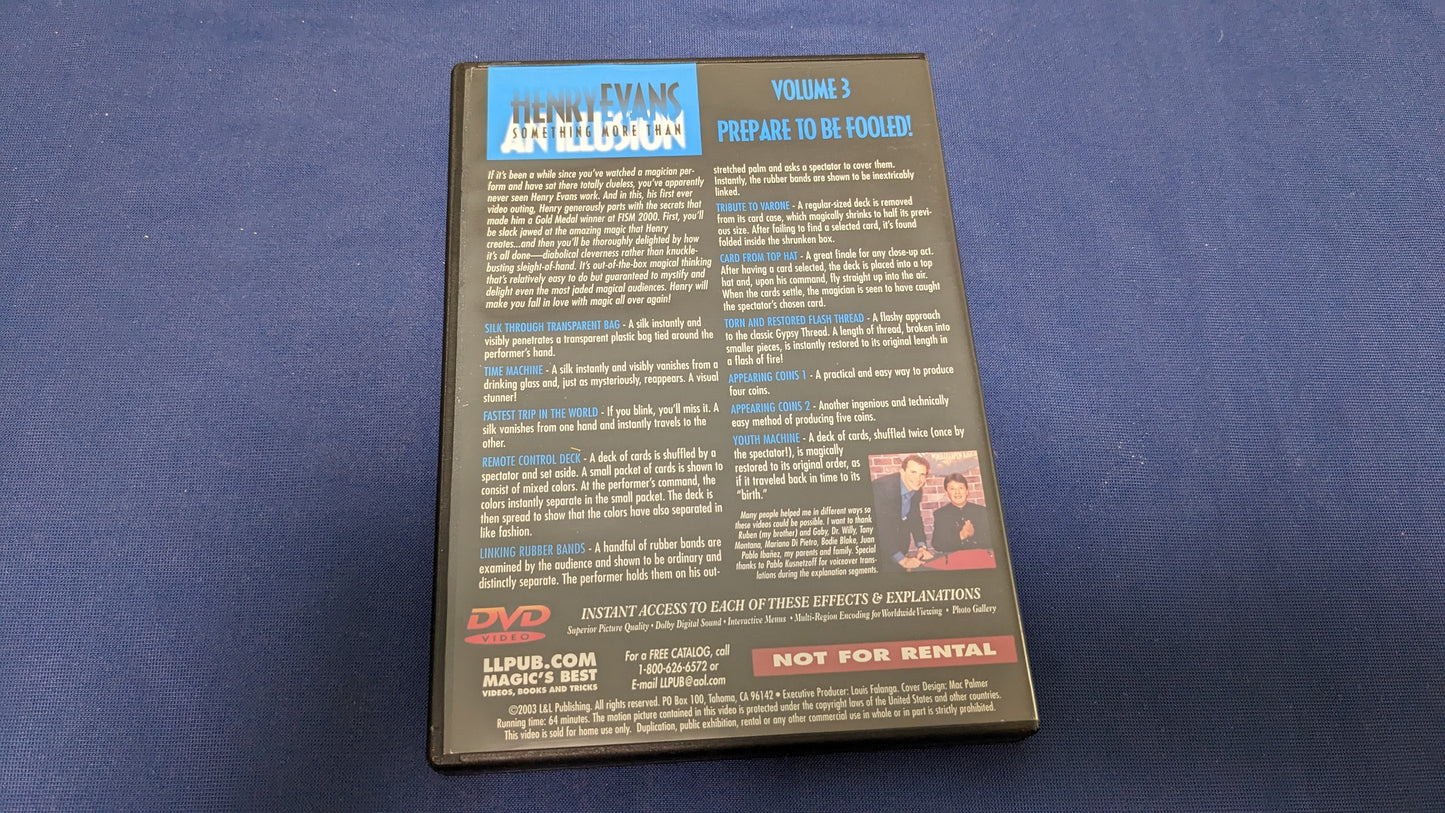 HENRY EVANS
SOMETHING MORE THAN
AN ILLUSION
If it's been a while since you've watched a magician per-
form and have sat there totally clueless, you've apparently
never seen Henry Evans work. And in this, his first ever
video outing, Henry generously parts with the secrets that
made him a Gold Medal winner at FISM 2000. First, you'll
be slack jawed at the amazing magic that Henry
creates...and then you'll be thoroughly delighted by how
it's all done—diabolical cleverness rather than knuckle-
busting sleight-of-hand. It's out-of-the-box magical thinking
that's relatively easy to do but guaranteed to mystify and
delight even the most jaded magical audiences. Henry will
make you fall in love with magic all over again!
SILK THROUGH TRANSPARENT BAG - A silk instantly and
visibly penetrates a transparent plastic bag tied around the
performer's hand.
TIME MACHINE - A silk instantly and visibly vanishes from a
drinking glass and, just as mysteriously, reappears. A visual
stunner!
FASTEST TRIP IN THE WORLD - If you blink, you'll miss it. A
silk vanishes from one hand and instantly travels to the
other.
REMOTE CONTROL DECK - A deck of cards is shuffled by a
spectator and set aside. A small packet of cards is shown to
consist of mixed colors. At the performer's command, the
colors instantly separate in the small packet. The deck is
then spread to show that the colors have also separated in
like fashion.
LINKING RUBBER BANDS - A handful of rubber bands are
examined by the audience and shown to be ordinary and
distinctly separate. The performer holds them on his out-
VOLUME 3
PREPARE TO BE FOOLED!
stretched palm and asks a spectator to cover them.
Instantly, the rubber bands are shown to be inextricably
linked.
TRIBUTE TO VARONE - A regular-sized deck is removed
from its card case, which magically shrinks to half its previ-
ous size. After failing to find a selected card, it's found
folded inside the shrunken box.
CARD FROM TOP HAT - A great finale for any close-up act.
After having a card selected, the deck is placed into a top
hat and, upon his command, fly straight up into the air.
When the cards settle, the magician is seen to have caught
the spectator's chosen card.
TORN AND RESTORED FLASH THREAD - A flashy approach
to the classic Gypsy Thread. A length of thread, broken into
smaller pieces, is instantly restored to its original length in
a flash of fire!
APPEARING COINS 1 - A practical and easy way to produce
four coins.
APPEARING COINS 2 - Another ingenious and technically
easy method of producing five coins.
YOUTH MACHINE - A deck of cards, shuffled twice (once by
the spectator!), is magically
restored to its original order, as
if it traveled back in time to its
"birth."
Many people helped me in different ways so
these videos could be possible. I want to thank
Ruben (my brother) and Gaby, Dr. Willy, Tony
Montana, Mariano Di Pietro, Bodie Blake, Juan
Pablo Ibañez, my parents and family. Special
thanks to Pablo Kusnetzoff for voiceover trans-
lations during the explanation segments.
DVD
VIDEO
INSTANT ACCESS TO EACH OF THESE EFFECTS & EXPLANATIONS
Superior Picture Quality • Dolby Digital Sound • Interactive Menus • Multi-Region Encoding for Worldwide Viewing • Photo Gallery
LLPUB.COM
MAGIC'S BEST
VIDEOS, BOOKS AND TRICKS
For a FREE CATALOG, call
1-800-626-6572 or
E-mail LLPUB@aol.com
NOT FOR RENTAL
©2003 L&L Publishing. All rights reserved. PO Box 100, Tahoma, CA 96142 • Executive Producer: Louis Falanga. Cover Design: Mac Palmer
Running time: 64 minutes. The motion picture contained in this video is protected under the copyright laws of the United States and other countries.
This video is sold for home use only. Duplication, public exhibition, rental or any other commercial use in whole or in part is strictly prohibited.